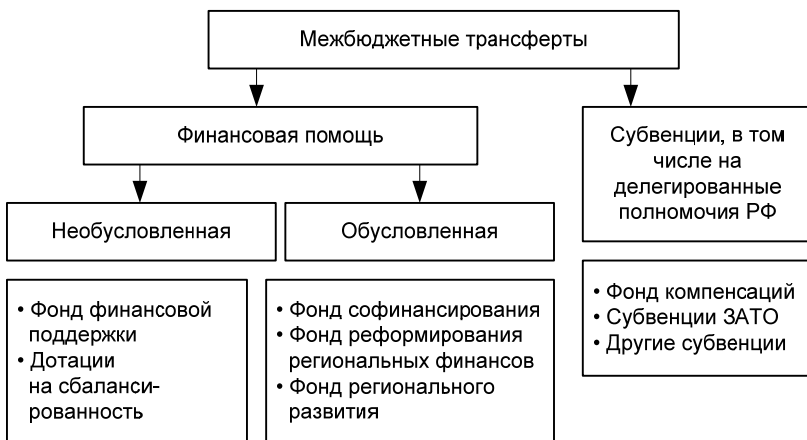 Межбюджетные трансферты
Финансовая помощь
Субвенции, в том
числе на
делегированные
полномочия РФ
Необусловленная
Обусловленная
• Фонд финансовой
поддержки
• Дотации
на сбаланси-
рованность
• Фонд софинансирования
• Фонд реформирования
региональных финансов
• Фонд регионального
развития
• Фонд компенсаций
• Субвенции ЗАТО
• Другие субвенции